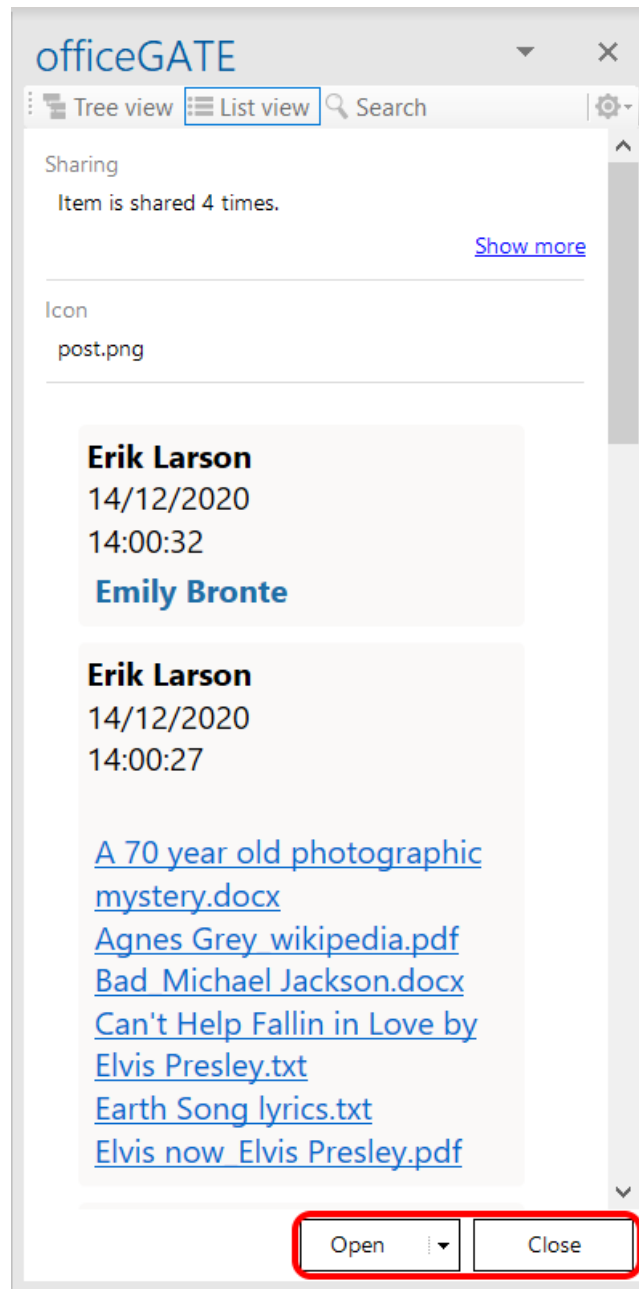 officeGATE
Tree view List view Search
Sharing
Item is shared 4 times.
Show more
Icon
post.png
Erik Larson
14/12/2020
14:00:32
Emily Bronte
Erik Larson
14/12/2020
14:00:27
A 70 year old photographic
mystery.docx
Agnes Grey_wikipedia.pdf
Bad_Michael Jackson.docx
Can't Help Fallin in Love by
Elvis Presley.txt
Earth Song lyrics.txt
Elvis now_Elvis Presley.pdf
Open Close